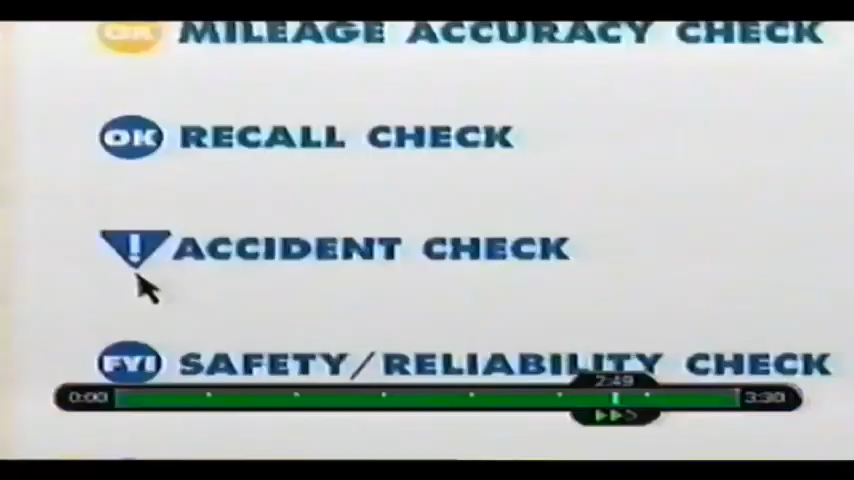 OK MILEAGE ACCURACY CHECK
OK RECALL CHECK
! ACCIDENT CHECK
FYI SAFETY/RELIABILITY CHECK
2:49
0:00 3:30